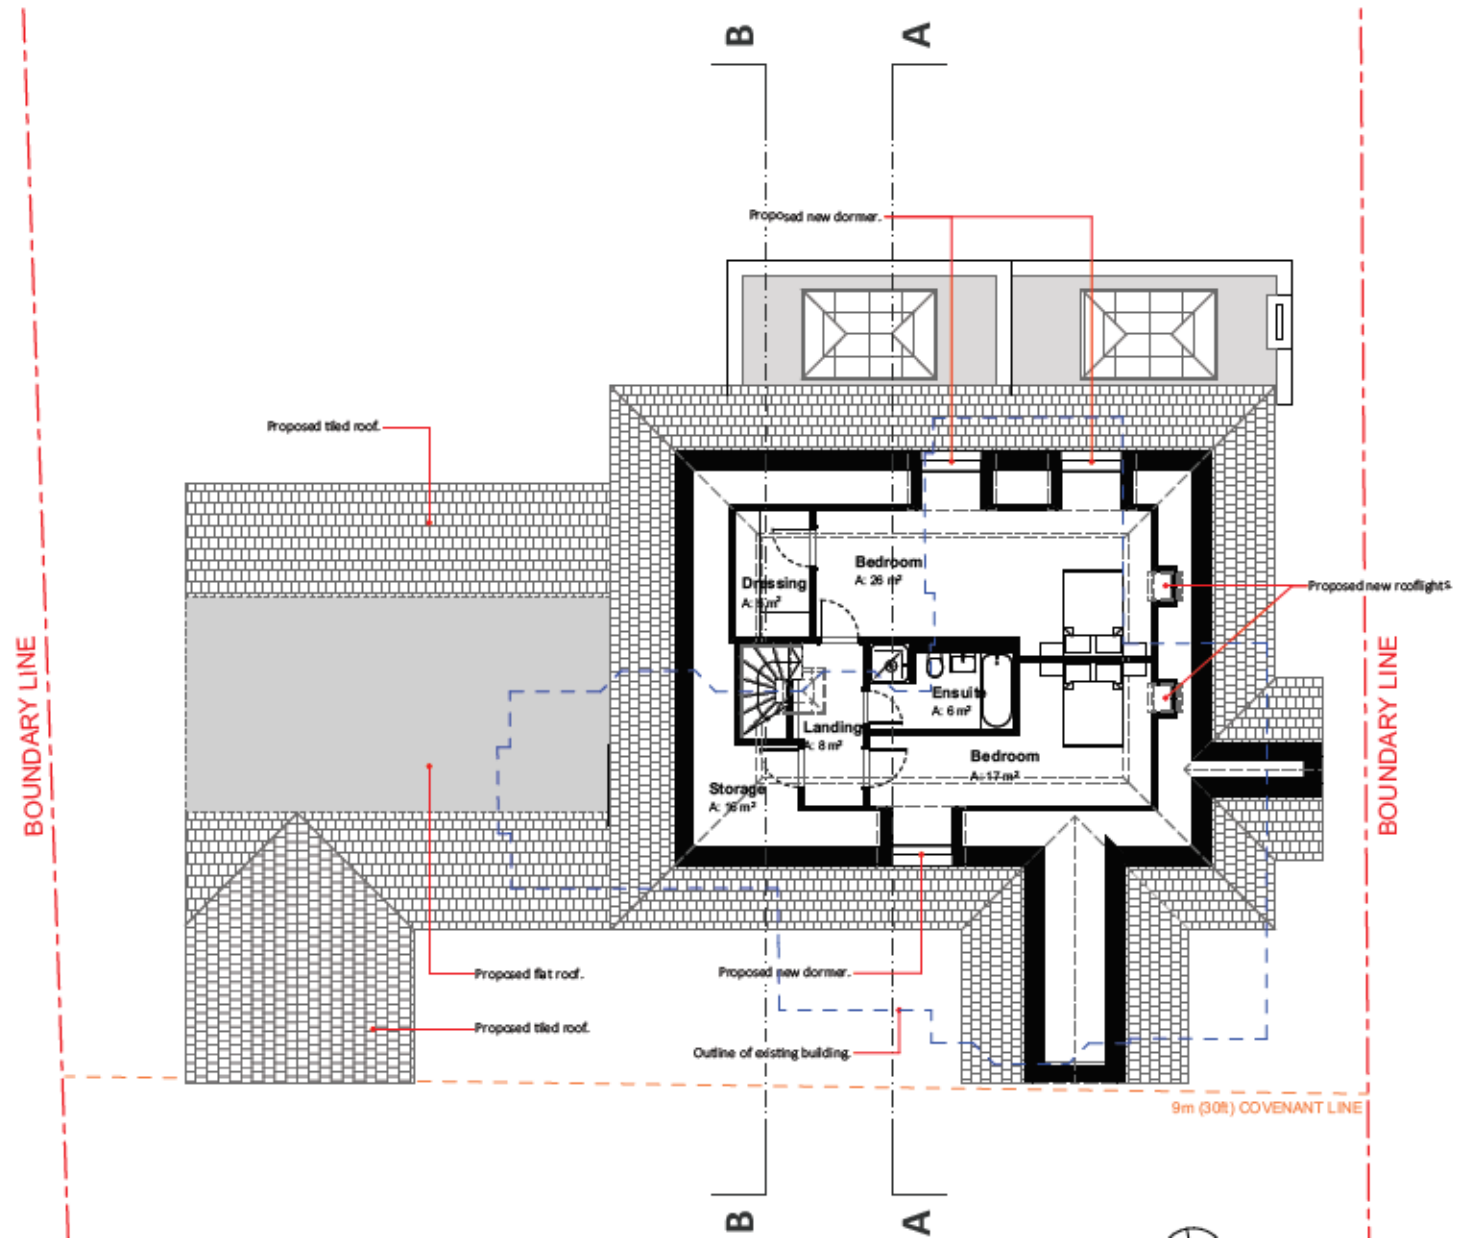 B
A
Proposed new dormer.
Proposed tiled roof.
Bedroom
A: 26 m²
Dressing
A: 5 m²
Proposed new rooflights
BOUNDARY LINE
BOUNDARY LINE
Ensuite
A: 6 m²
Landing
A: 8 m²
Bedroom
A: 17 m²
Storage
A: 16 m²
Proposed flat roof.
Proposed new dormer.
Proposed tiled roof.
Outline of existing building.
9m (30ft) COVENANT LINE
B
A